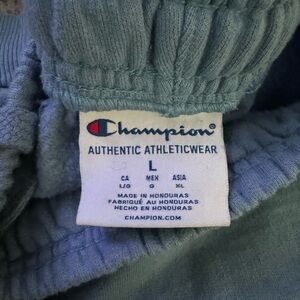 Champion®
AUTHENTIC ATHLETICWEAR
L
CA MEX ASIA
L/G G XL
MADE IN HONDURAS
FABRIQUÉ AU HONDURAS
HECHO EN HONDURAS
CHAMPION.COM